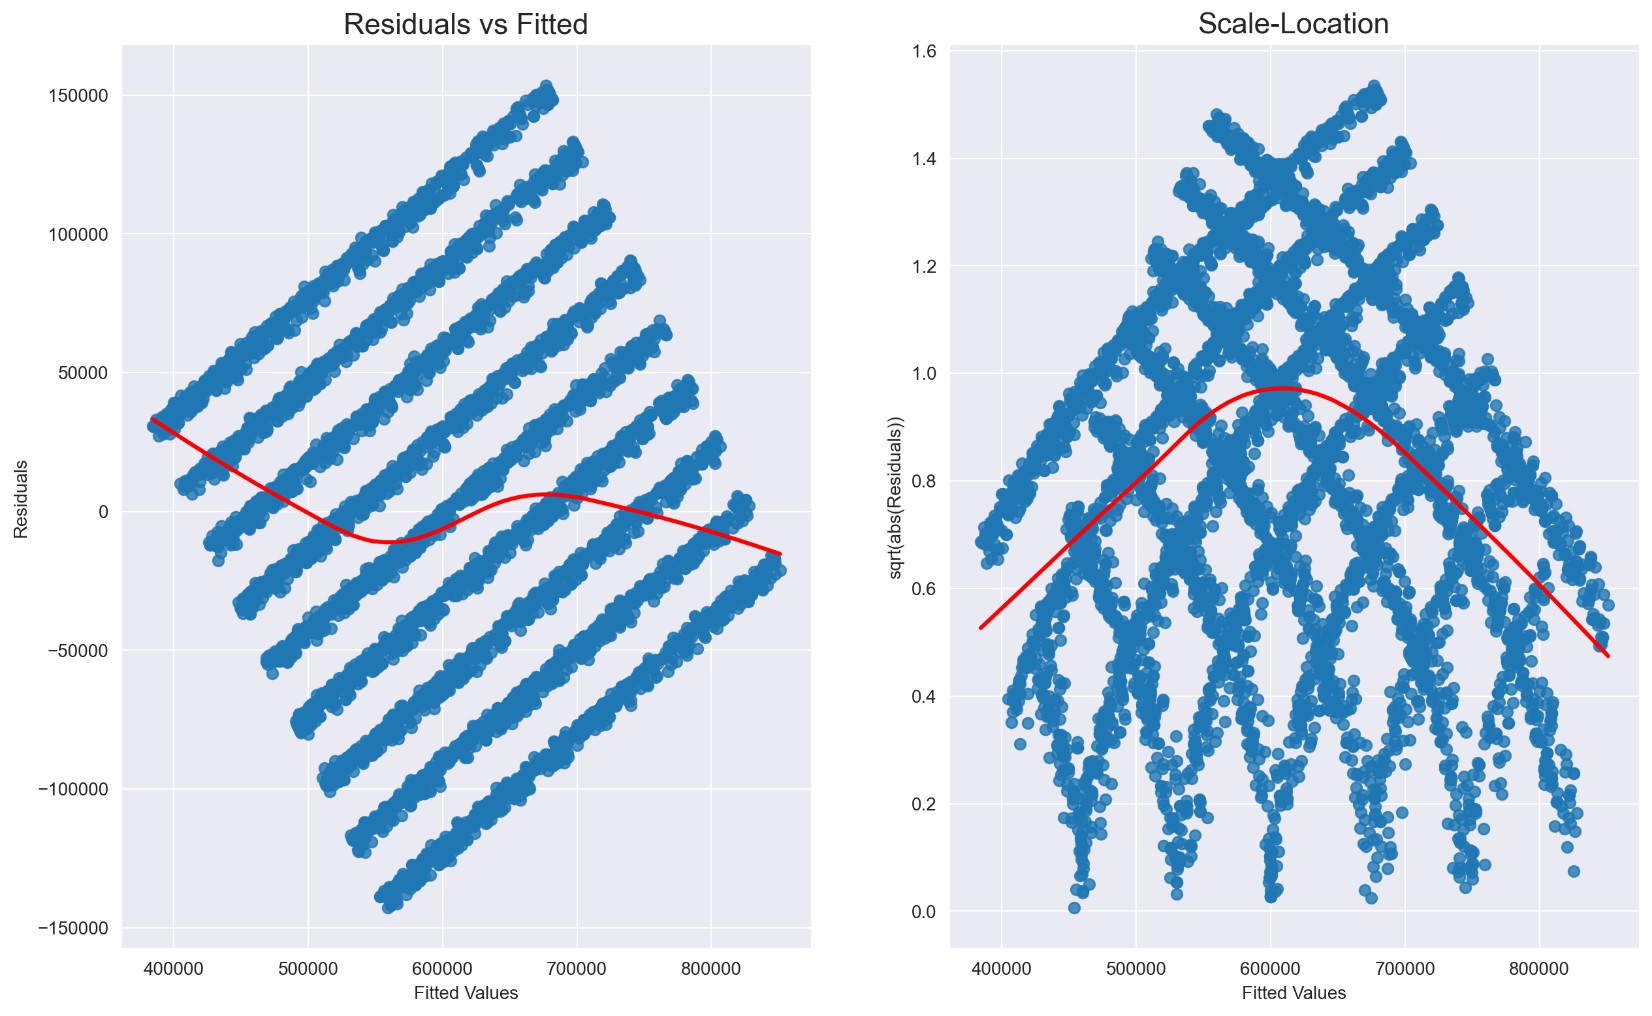 Residuals vs Fitted
150000
100000
50000
0
−50000
−100000
−150000
Residuals
400000 500000 600000 700000 800000
Fitted Values
Scale-Location
1.6
1.4
1.2
1.0
0.8
0.6
0.4
0.2
0.0
sqrt(abs(Residuals))
400000 500000 600000 700000 800000
Fitted Values